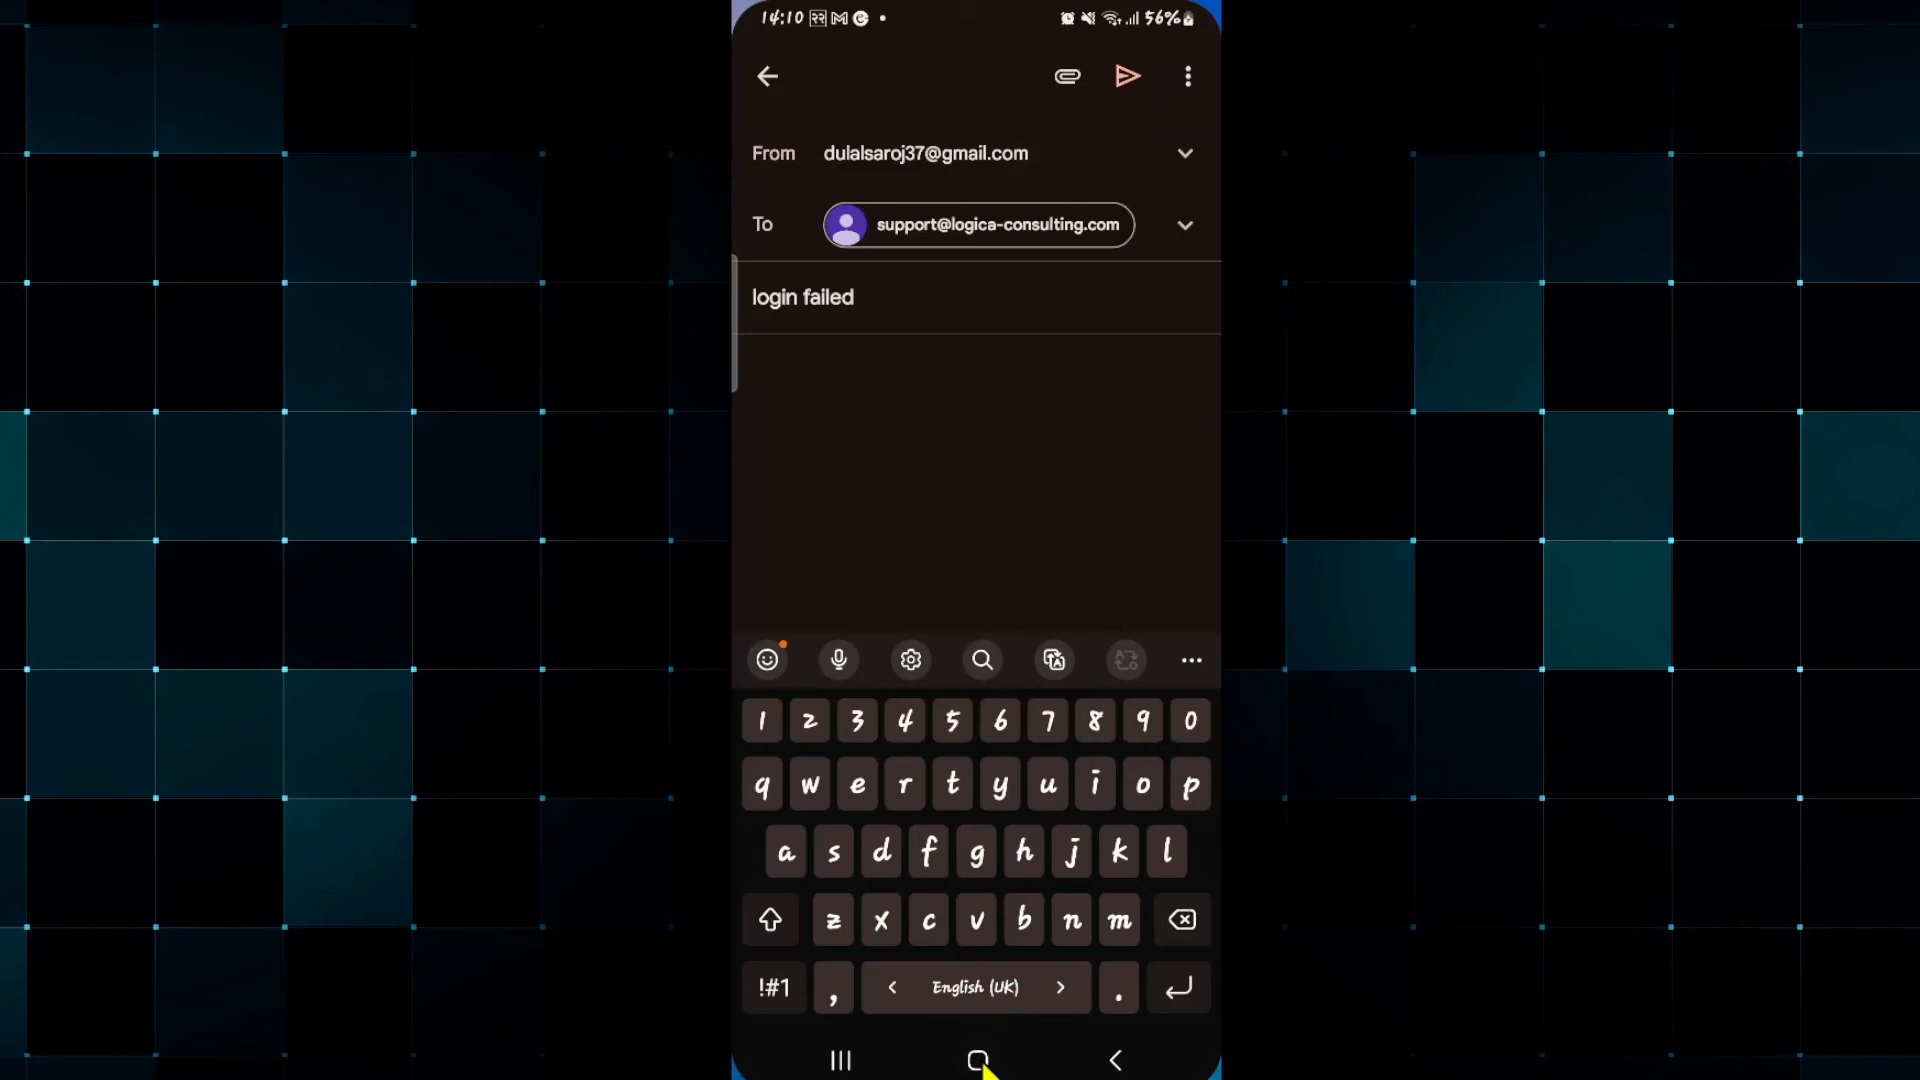 14:10 22 56%
From dulalsaroj37@gmail.com
To support@logica-consulting.com
login failed
1 2 3 4 5 6 7 8 9 0
q w e r t y u i o p
a s d f g h j k l
z x c v b n m
!#1 , < English (UK) > .